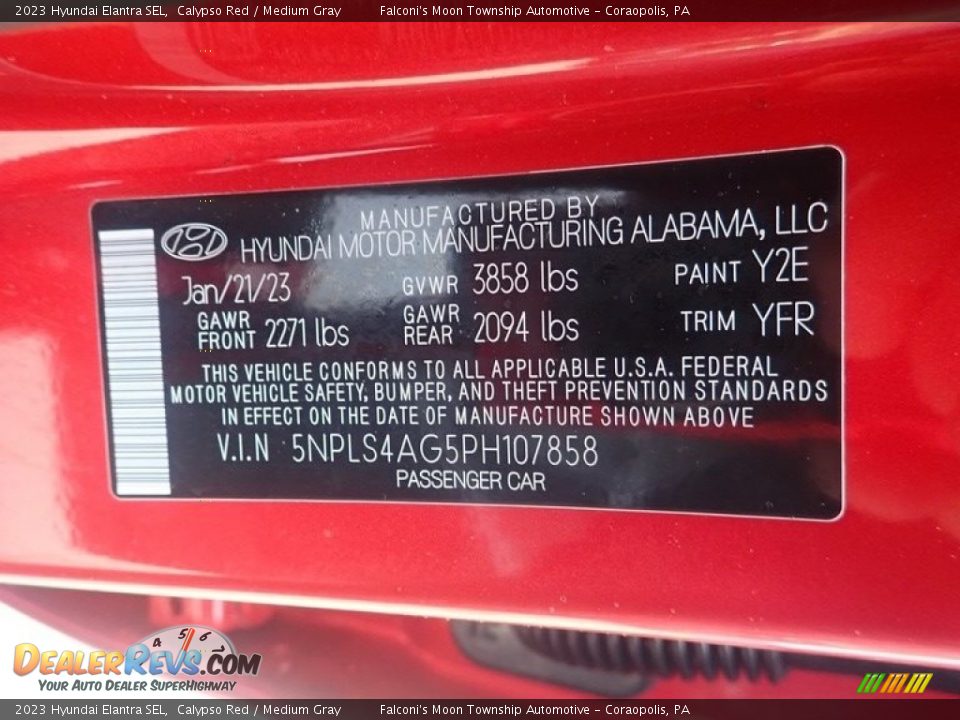 2023 Hyundai Elantra SEL, Calypso Red / Medium Gray Falconi's Moon Township Automotive - Coraopolis, PA
MANUFACTURED BY
HYUNDAI MOTOR MANUFACTURING ALABAMA, LLC
Jan/21/23 GVWR 3858 lbs PAINT Y2E
GAWR FRONT 2271 lbs GAWR REAR 2094 lbs TRIM YFR
THIS VEHICLE CONFORMS TO ALL APPLICABLE U.S.A. FEDERAL
MOTOR VEHICLE SAFETY, BUMPER, AND THEFT PREVENTION STANDARDS
IN EFFECT ON THE DATE OF MANUFACTURE SHOWN ABOVE
V.I.N 5NPLS4AG5PH107858
PASSENGER CAR
4 5 6
DEALERREVS.COM
YOUR AUTO DEALER SUPERHIGHWAY
2023 Hyundai Elantra SEL, Calypso Red / Medium Gray Falconi's Moon Township Automotive - Coraopolis, PA